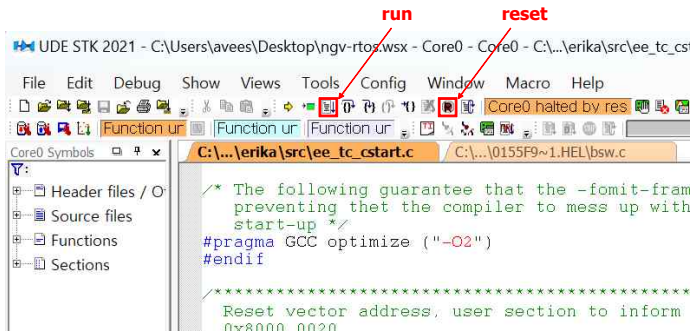 run reset
UDE STK 2021 - C:\Users\avees\Desktop\ngv-rtos.wsx - Core0 - Core0 - C:\...\erika\src\ee_tc_cst
File Edit Debug Show Views Tools Config Window Macro Help
Core0 halted by res
Function ur Function ur Function ur
Core0 Symbols C:\...\erika\src\ee_tc_cstart.c C:\...\0155F9~1.HEL\bsw.c
Header files / O
Source files
Functions
Sections
/* The following guarantee that the -fomit-fram
preventing thet the compiler to mess up with
start-up */
#pragma GCC optimize ("-O2")
#endif
/************************************************
Reset vector address, user section to inform
0x8000 0020